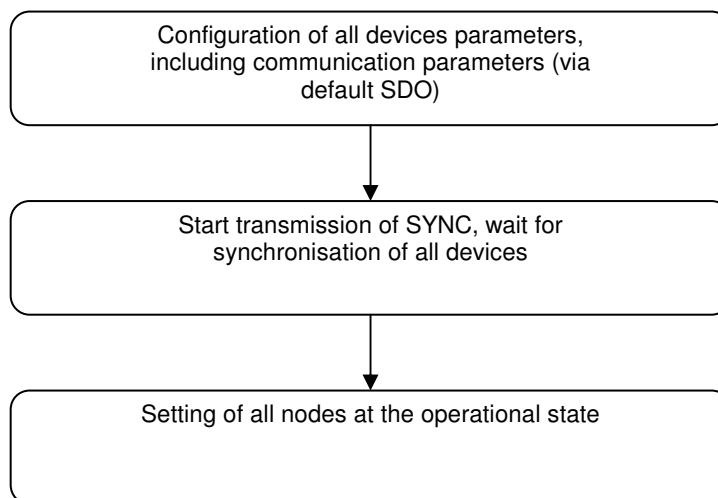 Configuration of all devices parameters,
including communication parameters (via
default SDO)
Start transmission of SYNC, wait for
synchronisation of all devices
Setting of all nodes at the operational state